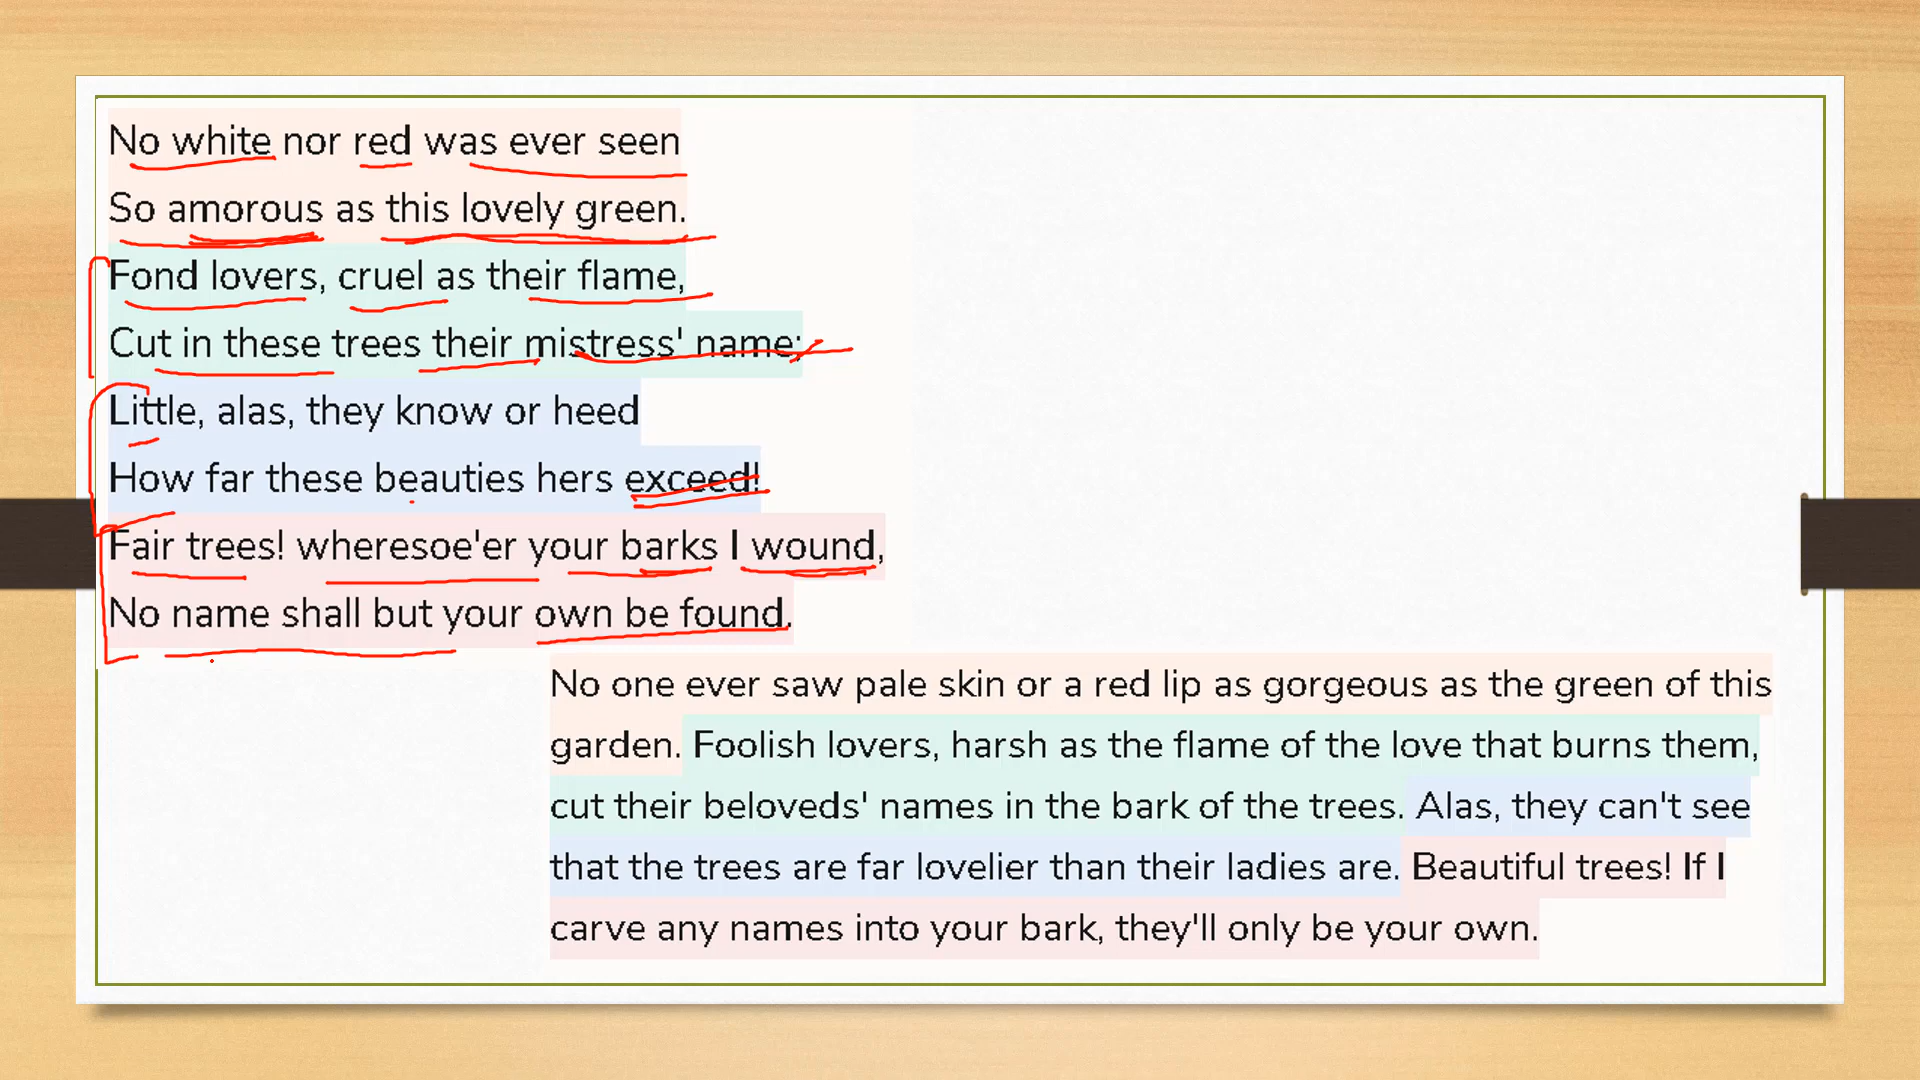 No white nor red was ever seen
So amorous as this lovely green.
Fond lovers, cruel as their flame,
Cut in these trees their mistress' name;
Little, alas, they know or heed
How far these beauties hers exceed!
Fair trees! wheresoe'er your barks I wound,
No name shall but your own be found.
No one ever saw pale skin or a red lip as gorgeous as the green of this
garden. Foolish lovers, harsh as the flame of the love that burns them,
cut their beloveds' names in the bark of the trees. Alas, they can't see
that the trees are far lovelier than their ladies are. Beautiful trees! If I
carve any names into your bark, they'll only be your own.